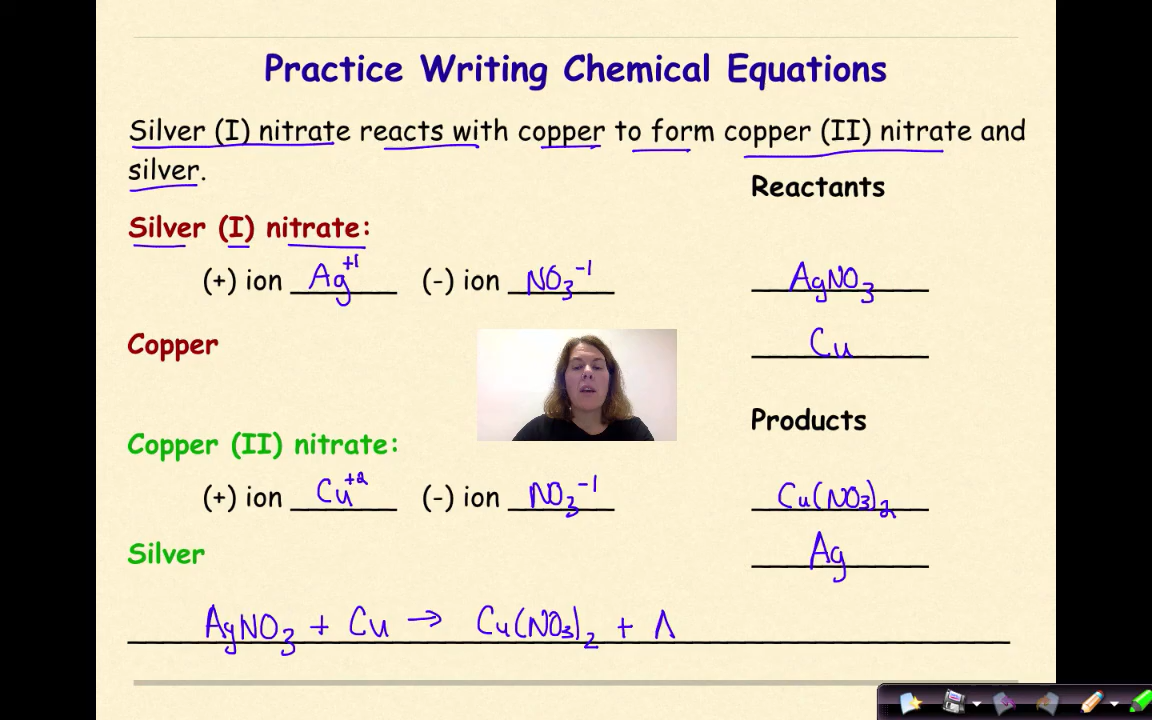 Practice Writing Chemical Equations
Silver (I) nitrate reacts with copper to form copper (II) nitrate and
silver.
Reactants
Silver (I) nitrate:
(+) ion Ag⁺¹ (-) ion NO₃⁻¹ AgNO₃
Copper Cu
Products
Copper (II) nitrate:
(+) ion Cu⁺² (-) ion NO₃⁻¹ Cu(NO₃)₂
Silver Ag
AgNO₃ + Cu → Cu(NO₃)₂ +